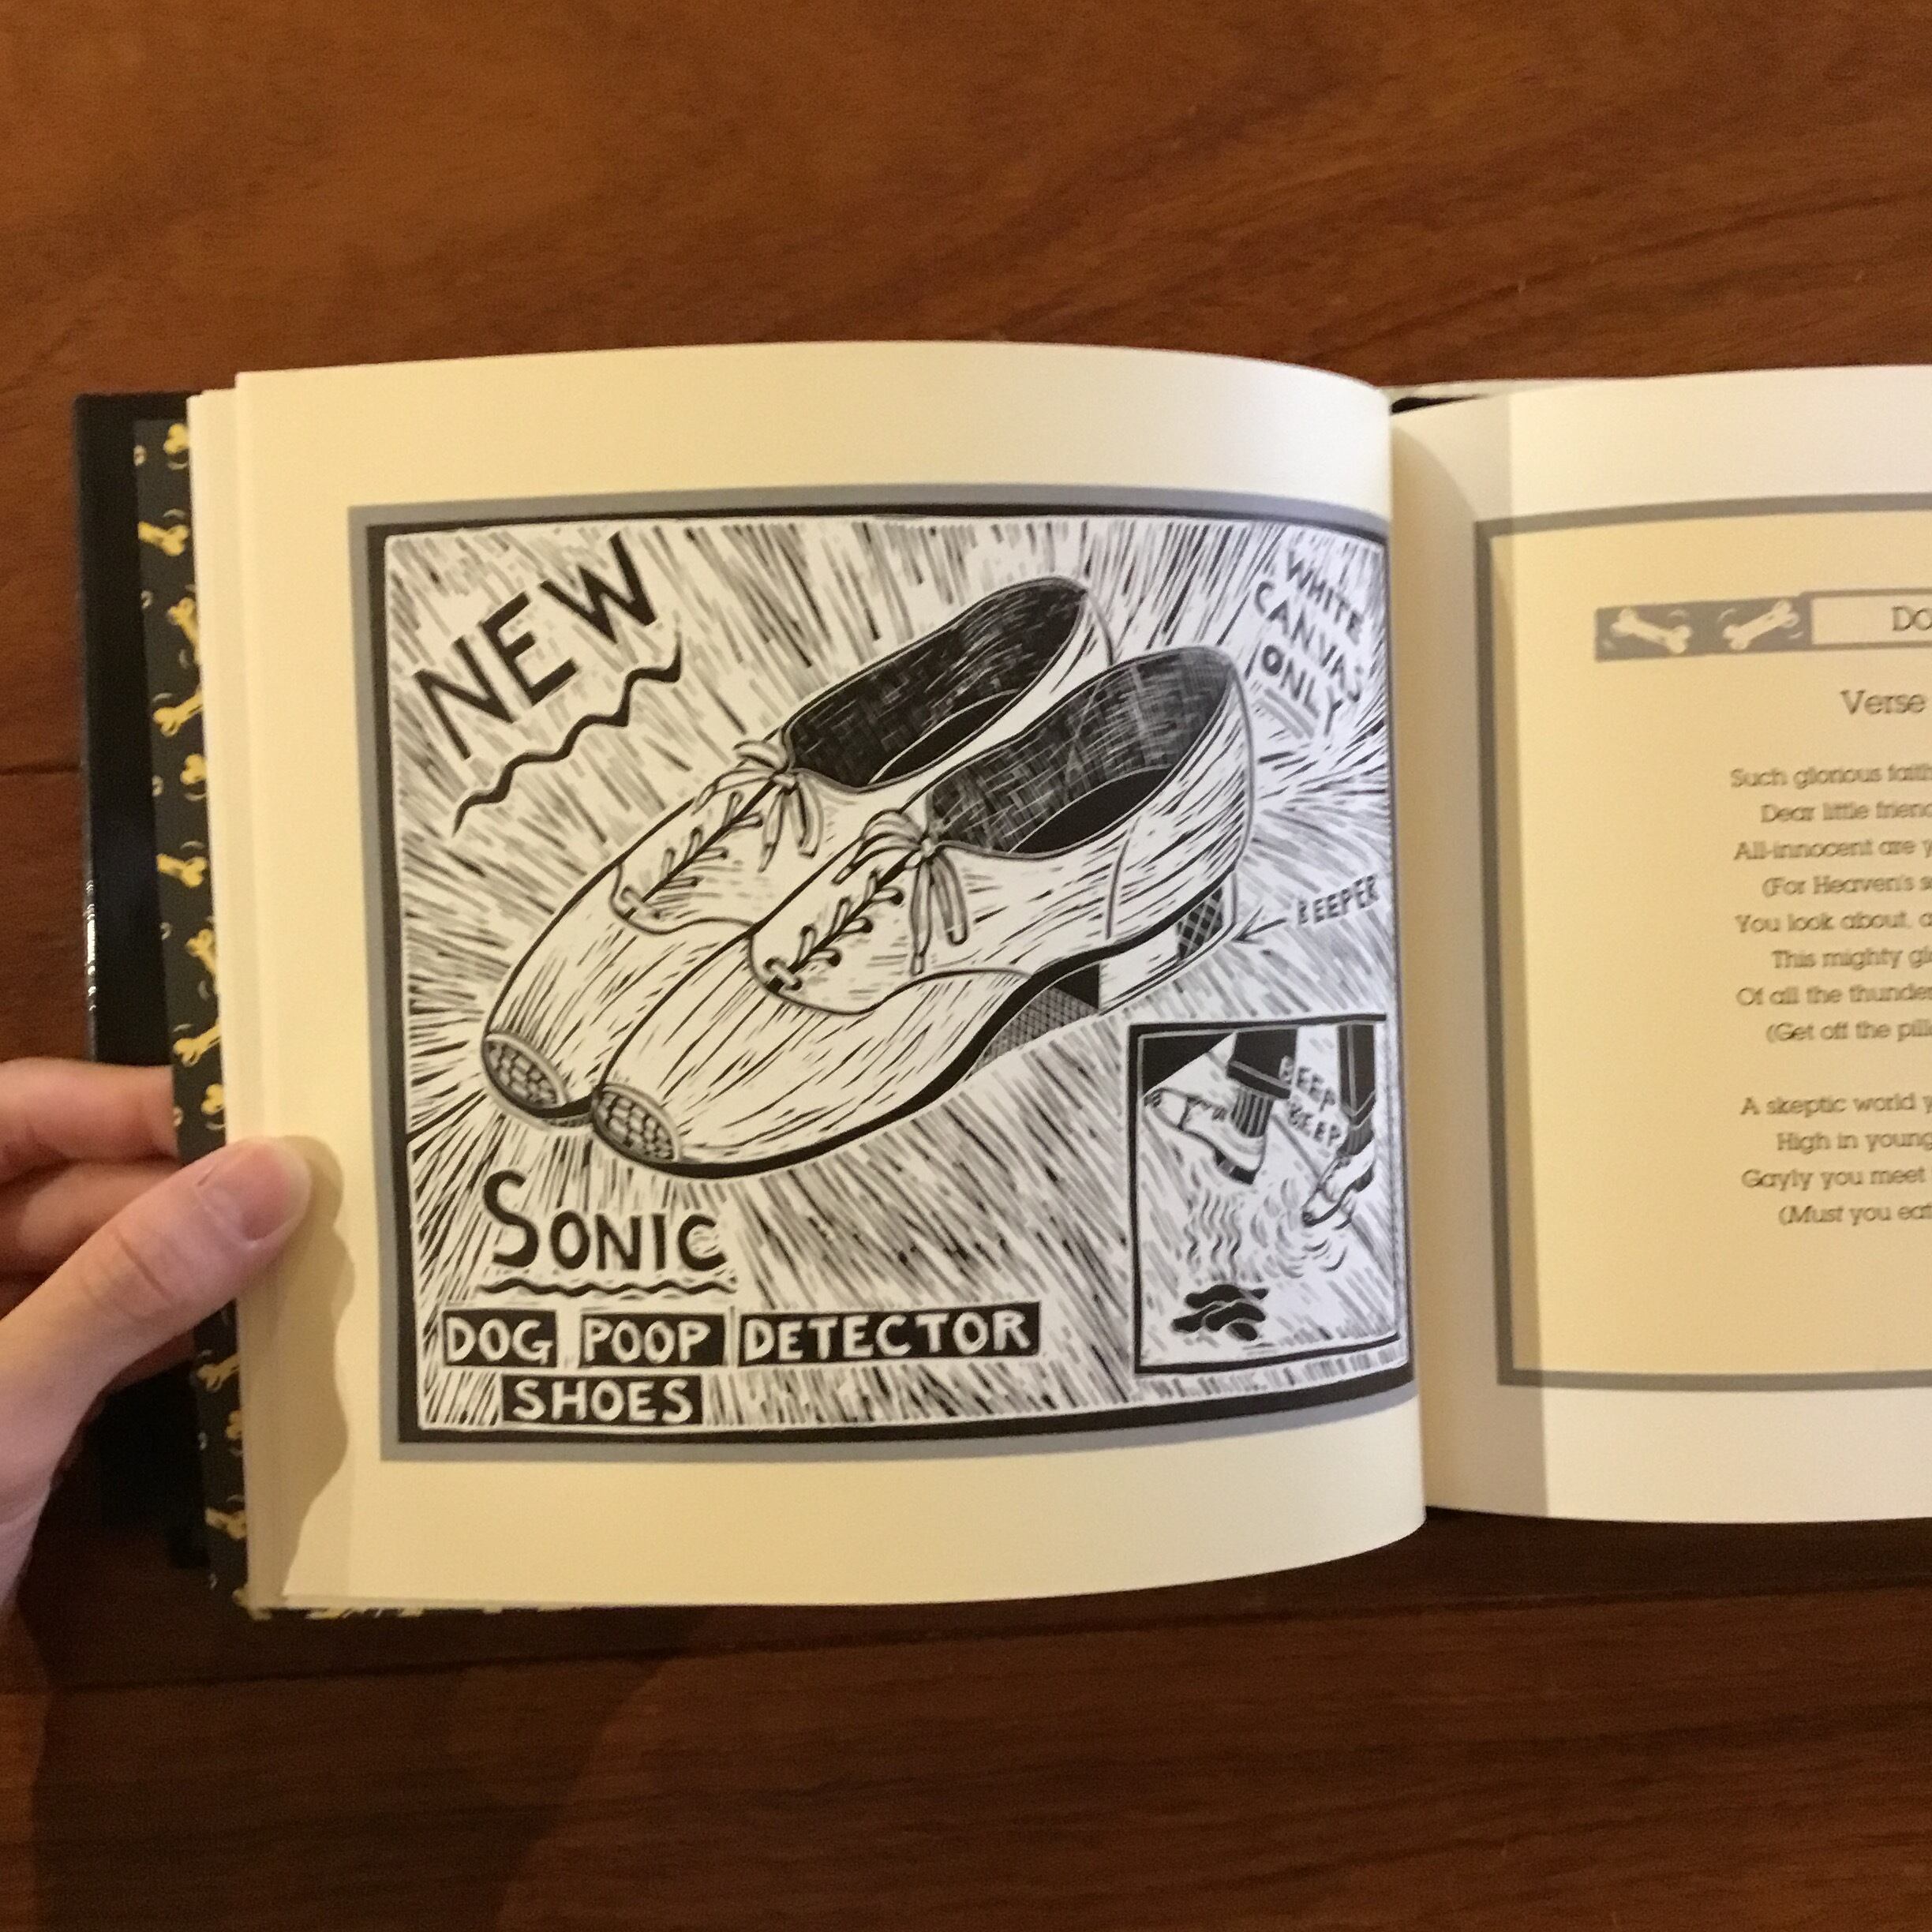 NEW
WHITE
CANVAS
ONLY
BEEPER
BEEP
BEEP
SONIC
DOG POOP DETECTOR
SHOES
DO
Verse
Such glorious faith
Dear little friend
All-innocent are y
(For Heaven's s
You look about, a
This mighty gl
Of all the thunder
(Get off the pill
A skeptic world y
High in young
Gayly you meet
(Must you eat